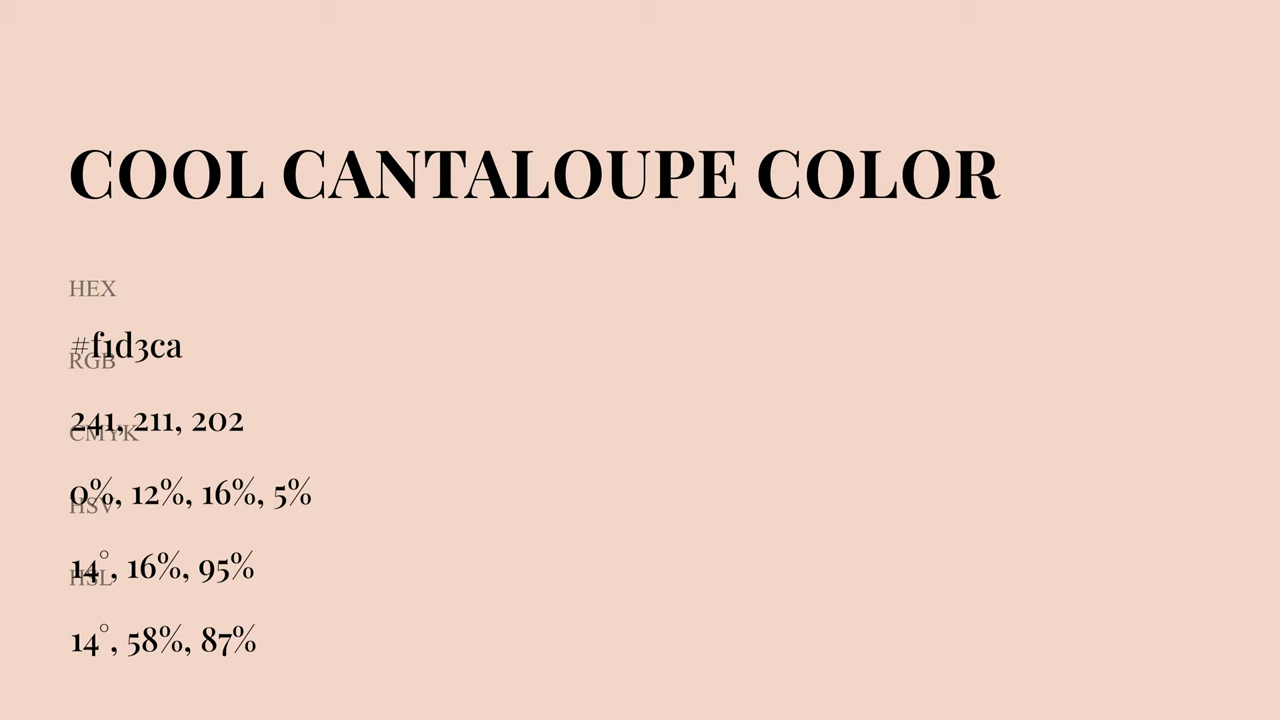 COOL CANTALOUPE COLOR
HEX
#f1d3ca
RGB
241, 211, 202
CMYK
0%, 12%, 16%, 5%
HSV
14°, 16%, 95%
HSL
14°, 58%, 87%